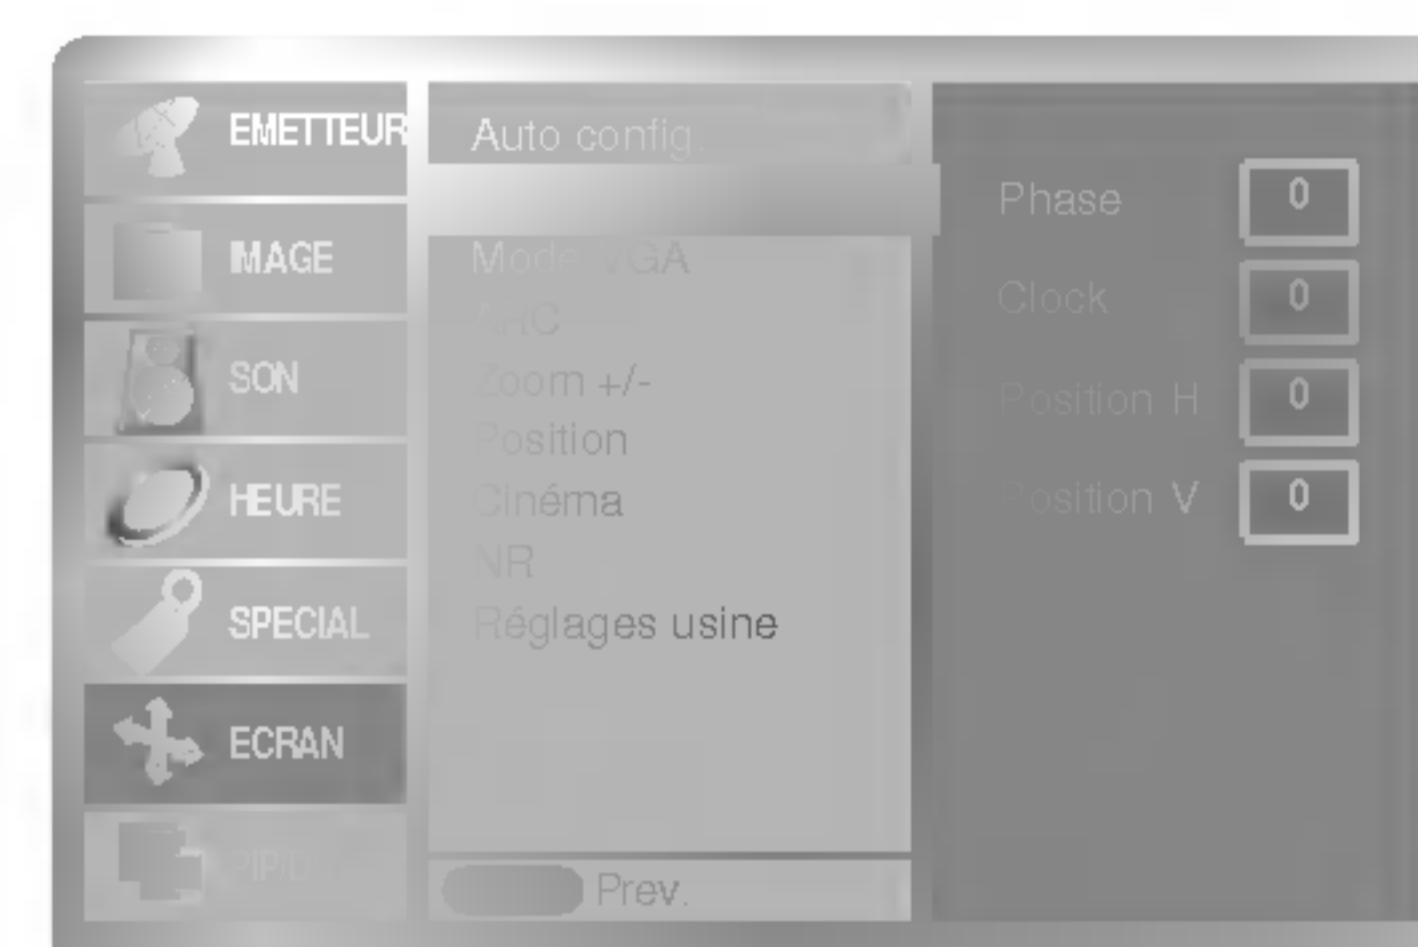 EMETTEUR
IMAGE
SON
HEURE
SPECIAL
ECRAN
Auto config.
Mode VGA
ARC
Zoom +/-
Position
Cinéma
NR
Réglages usine
Prev.
Phase 0
Clock 0
Position H 0
Position V 0